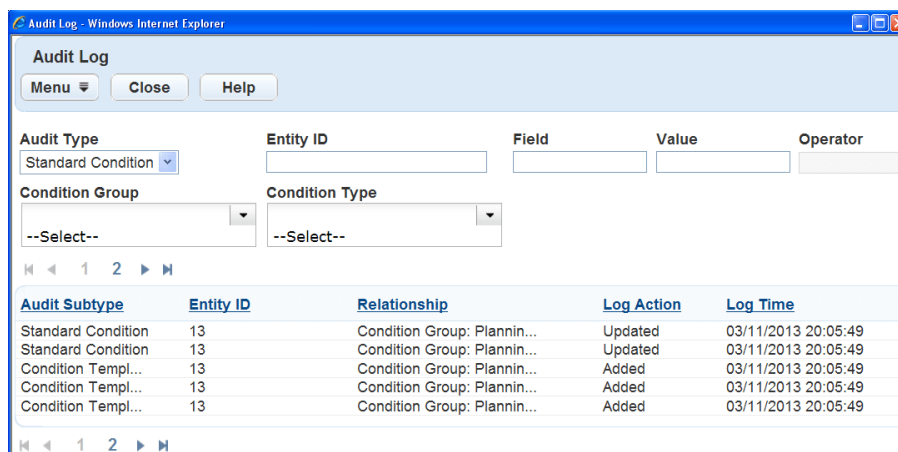 Audit Log - Windows Internet Explorer
Audit Log
Menu Close Help
Audit Type Entity ID Field Value Operator
Standard Condition
Condition Group Condition Type
--Select-- --Select--
1 2
Audit Subtype Entity ID Relationship Log Action Log Time
Standard Condition 13 Condition Group: Plannin... Updated 03/11/2013 20:05:49
Standard Condition 13 Condition Group: Plannin... Updated 03/11/2013 20:05:49
Condition Templ... 13 Condition Group: Plannin... Added 03/11/2013 20:05:49
Condition Templ... 13 Condition Group: Plannin... Added 03/11/2013 20:05:49
Condition Templ... 13 Condition Group: Plannin... Added 03/11/2013 20:05:49
1 2